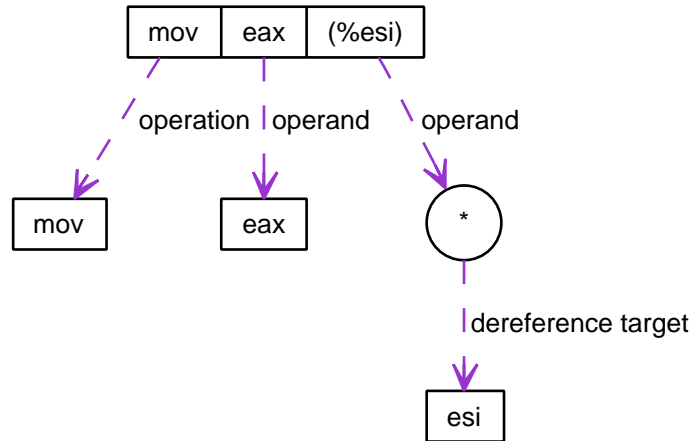 mov eax (%esi)
operation operand operand
mov eax *
dereference target
esi